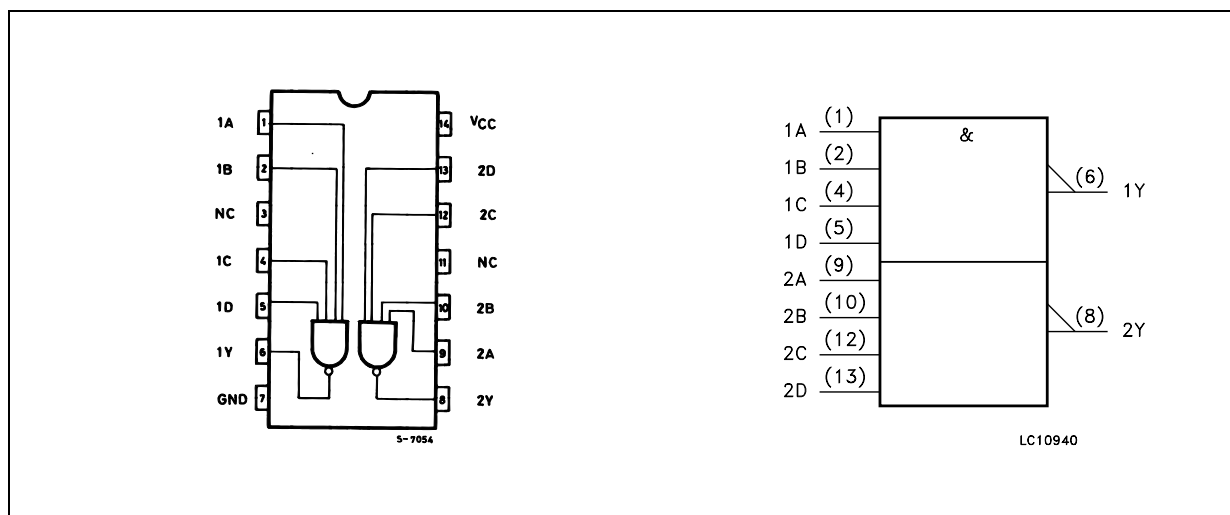 1A 1 14 VCC
1B 2 13 2D
NC 3 12 2C
1C 4 11 NC
1D 5 10 2B
1Y 6 9 2A
GND 7 8 2Y
S-7054
&
1A (1)
1B (2)
1C (4)
1D (5)
2A (9)
2B (10)
2C (12)
2D (13)
(6) 1Y
(8) 2Y
LC10940